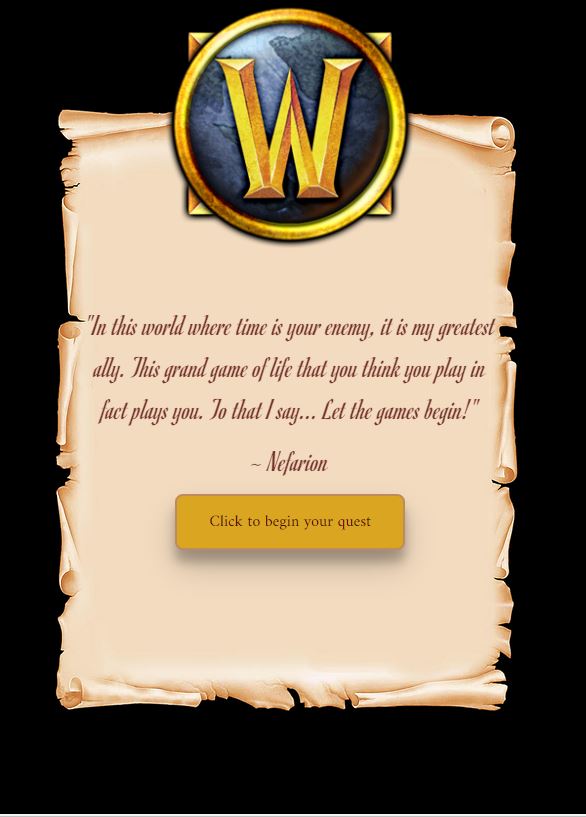 W
"In this world where time is your enemy, it is my greatest
ally. This grand game of life that you think you play in
fact plays you. To that I say... Let the games begin!"
~ Nefarion
Click to begin your quest